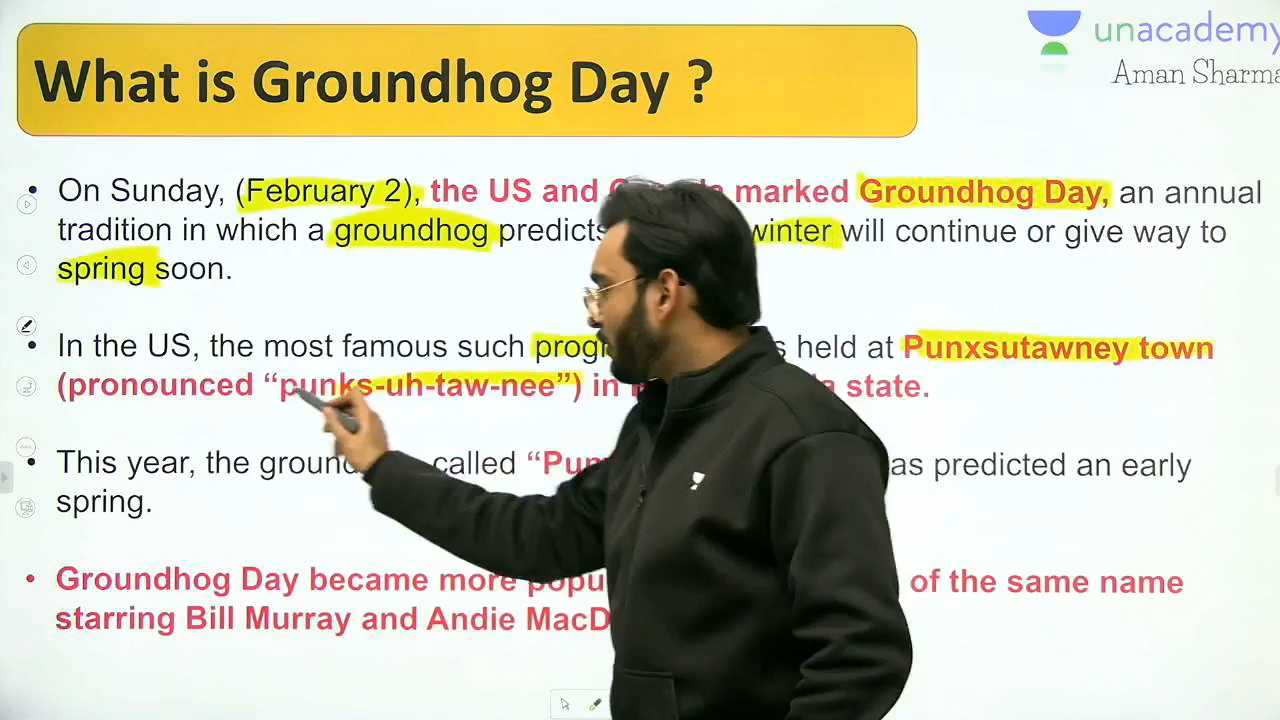 What is Groundhog Day ?
unacademy
Aman Sharma
• On Sunday, (February 2), the US and marked Groundhog Day, an annual
tradition in which a groundhog predicts winter will continue or give way to
spring soon.
• In the US, the most famous such held at Punxsutawney town
(pronounced “punks-uh-taw-nee”) in state.
• This year, the called predicted an early
spring.
• Groundhog Day became more of the same name
starring Bill Murray and Andie